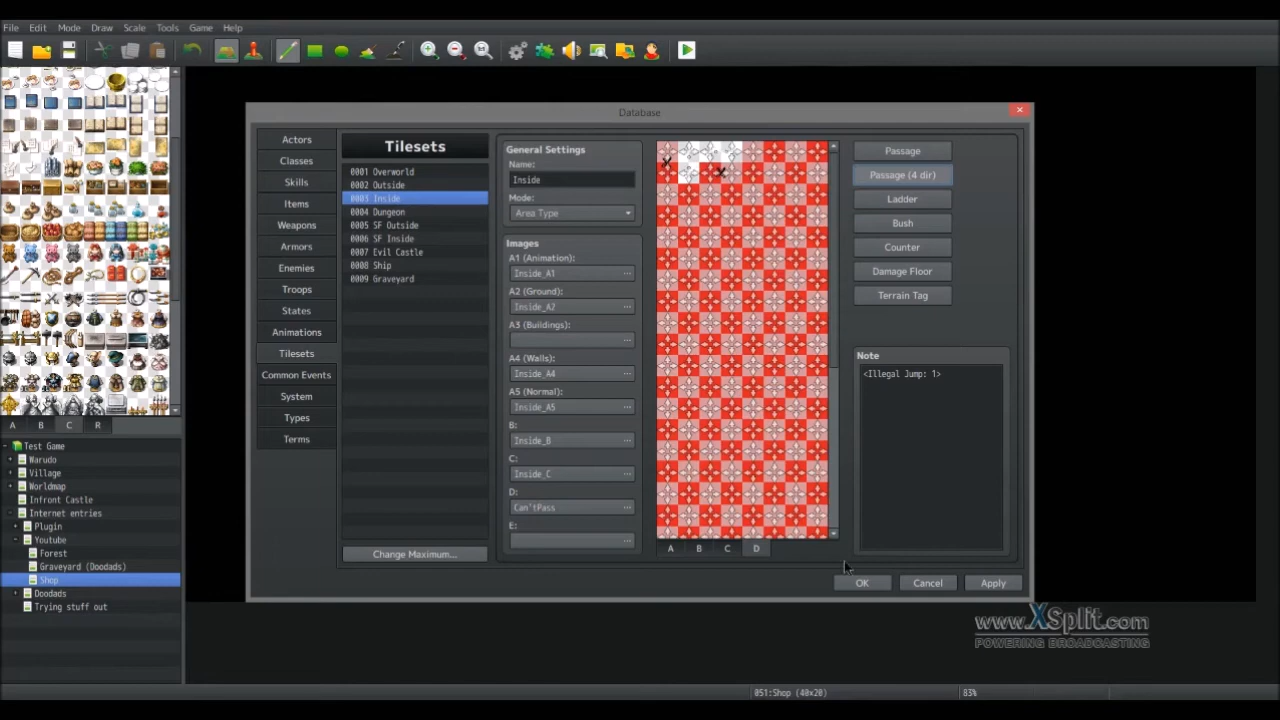 File Edit Mode Draw Scale Tools Game Help
Database
Actors
Classes
Skills
Items
Weapons
Armors
Enemies
Troops
States
Animations
Tilesets
Common Events
System
Types
Terms
Tilesets
0001 Overworld
0002 Outside
0003 Inside
0004 Dungeon
0005 SF Outside
0006 SF Inside
0007 Evil Castle
0008 Ship
0009 Graveyard
Change Maximum...
General Settings
Name:
Inside
Mode:
Area Type
Images
A1 (Animation):
Inside_A1
A2 (Ground):
Inside_A2
A3 (Buildings):
A4 (Walls):
Inside_A4
A5 (Normal):
Inside_A5
B:
Inside_B
C:
Inside_C
D:
Can'tPass
E:
A B C D
Passage
Passage (4 dir)
Ladder
Bush
Counter
Damage Floor
Terrain Tag
Note
<Illegal Jump: 1>
OK Cancel Apply
A B C R
Test Game
Warudo
Village
Worldmap
Infront Castle
Internet entries
Plugin
Youtube
Forest
Graveyard (Doodads)
Shop
Doodads
Trying stuff out
www.XSplit.com
POWERING BROADCASTING
051:Shop (40x20) 83%